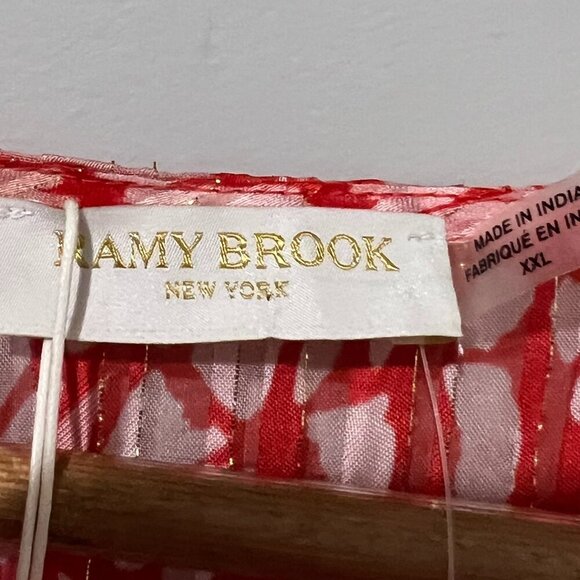 RAMY BROOK
NEW YORK
MADE IN INDIA
FABRIQUÉ EN IN
XXL